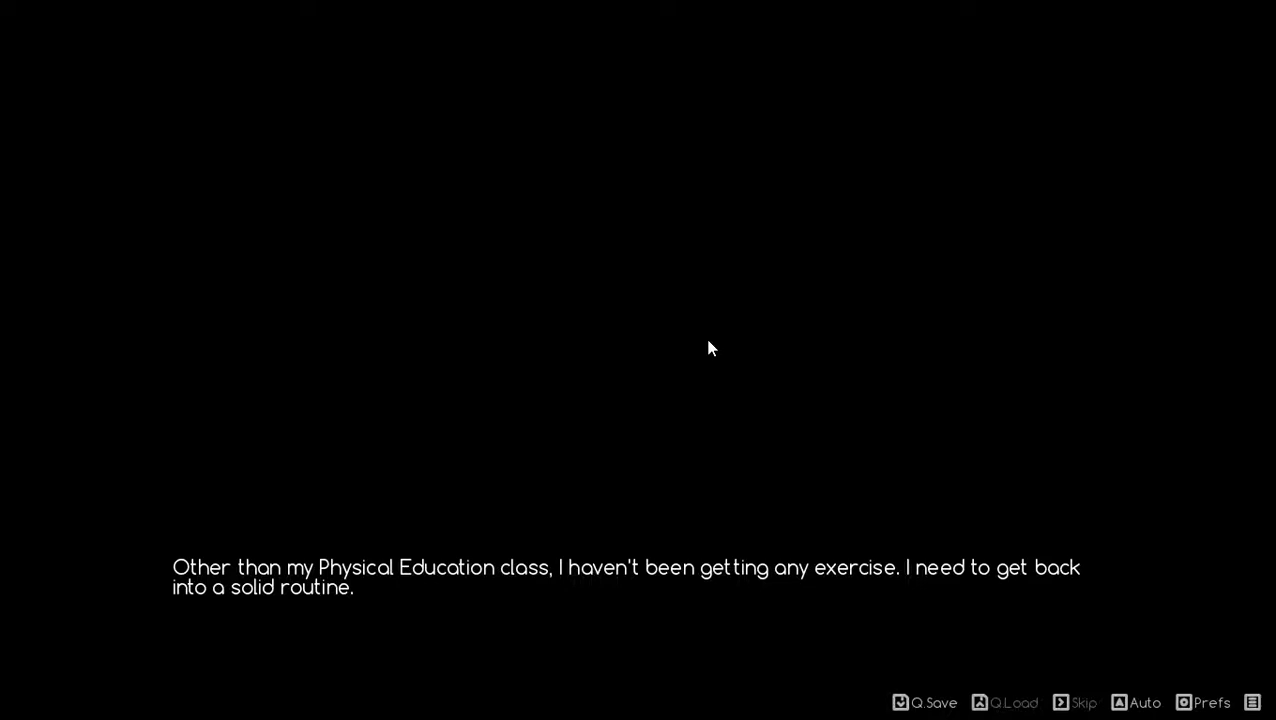 Other than my Physical Education class, I haven't been getting any exercise. I need to get back
into a solid routine.
Q.Save Q.Load Skip Auto Prefs